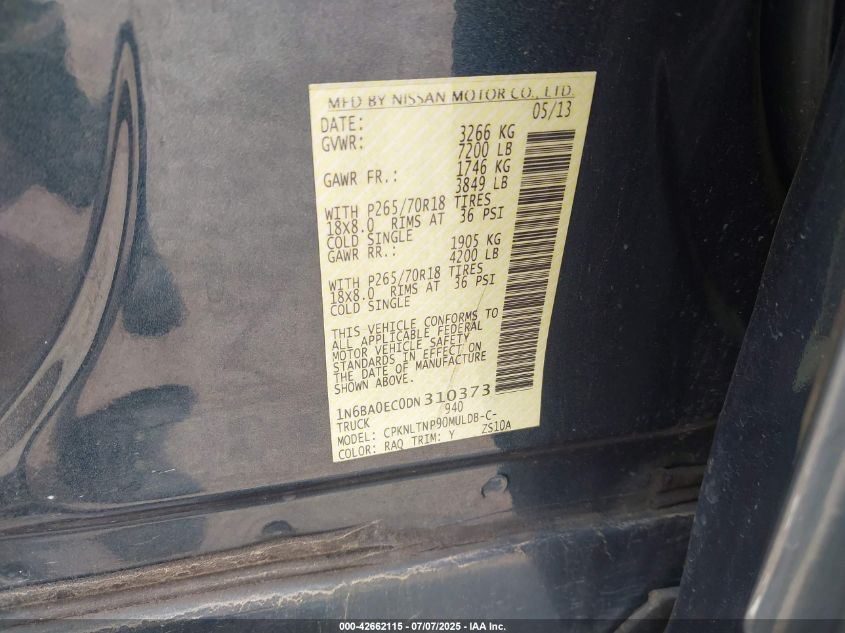 MFD BY NISSAN MOTOR CO., LTD.
DATE: 05/13
GVWR: 3266 KG
7200 LB
GAWR FR.: 1746 KG
3849 LB
WITH P265/70R18 TIRES
18X8.0 RIMS AT 36 PSI
COLD SINGLE
GAWR RR.: 1905 KG
4200 LB
WITH P265/70R18 TIRES
18X8.0 RIMS AT 36 PSI
COLD SINGLE
THIS VEHICLE CONFORMS TO
ALL APPLICABLE FEDERAL
MOTOR VEHICLE SAFETY
STANDARDS IN EFFECT ON
THE DATE OF MANUFACTURE
SHOWN ABOVE.
1N6BA0EC0DN310373
TRUCK 940
MODEL: CPKNLTNP90MULDB-C-
COLOR: RAQ TRIM: Y ZS10A
000-42662115 - 07/07/2025 - IAA Inc.